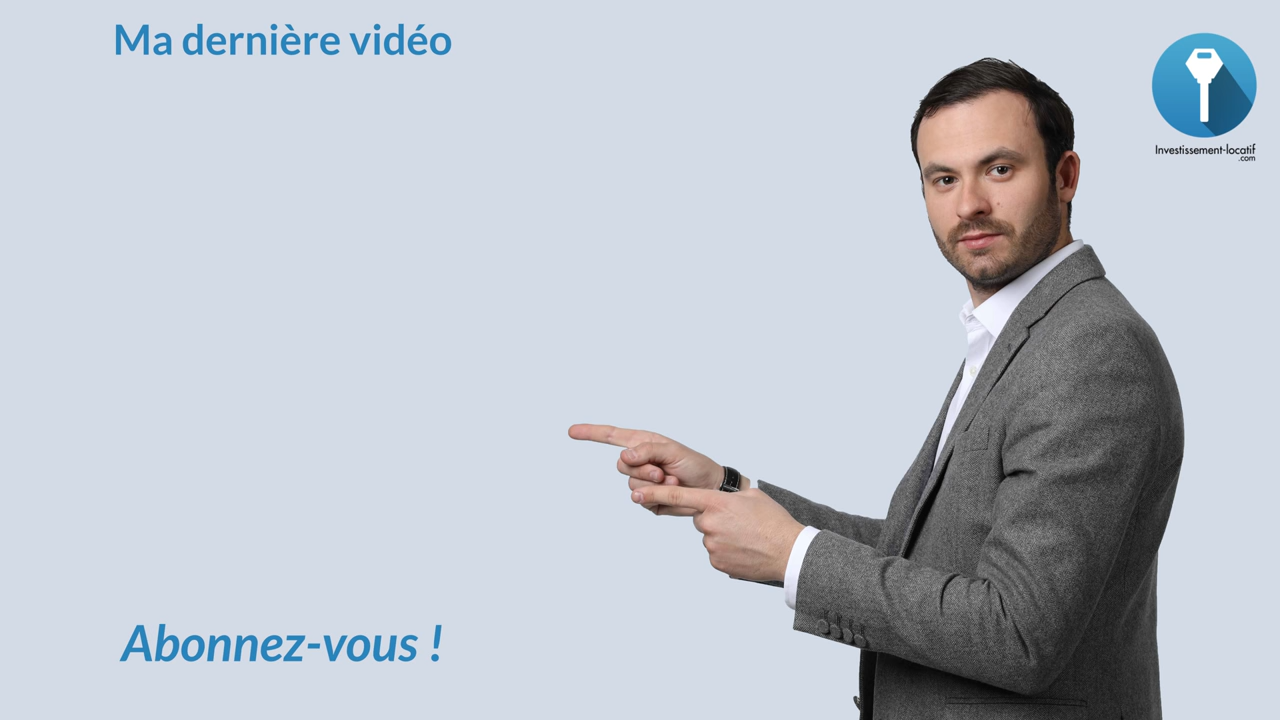 Ma dernière vidéo
Investissement-locatif
.com
Abonnez-vous !